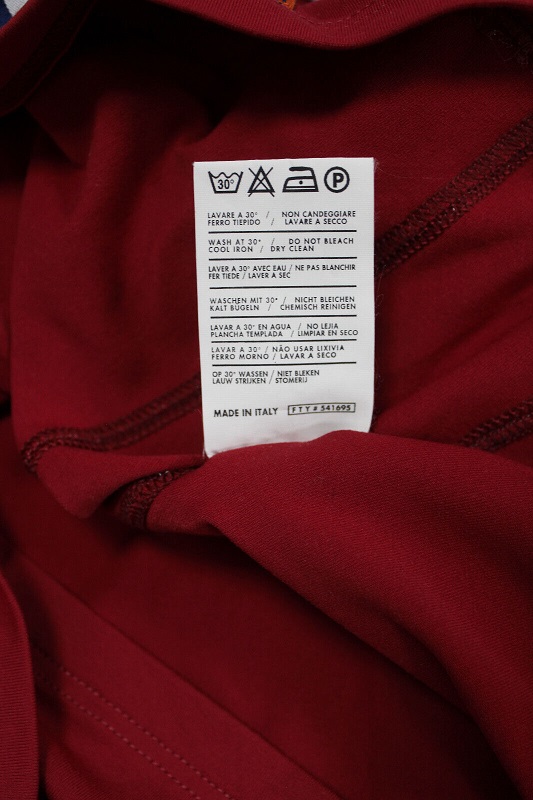 30°
P
LAVARE A 30° / NON CANDEGGIARE
FERRO TIEPIDO / LAVARE A SECCO
WASH AT 30° / DO NOT BLEACH
COOL IRON / DRY CLEAN
LAVER A 30° AVEC EAU / NE PAS BLANCHIR
FER TIEDE / LAVER A SEC
WASCHEN MIT 30° / NICHT BLEICHEN
KALT BUGELN / CHEMISCH REINIGEN
LAVAR A 30° EN AGUA / NO LEJIA
PLANCHA TEMPLADA / LIMPIAR EN SECO
LAVAR A 30° / NÃO USAR LIXIVIA
FERRO MORNO / LAVAR A SECO
OP 30° WASSEN / NIET BLEKEN
LAUW STRIJKEN / STOMERIJ
MADE IN ITALY FTY # 541695